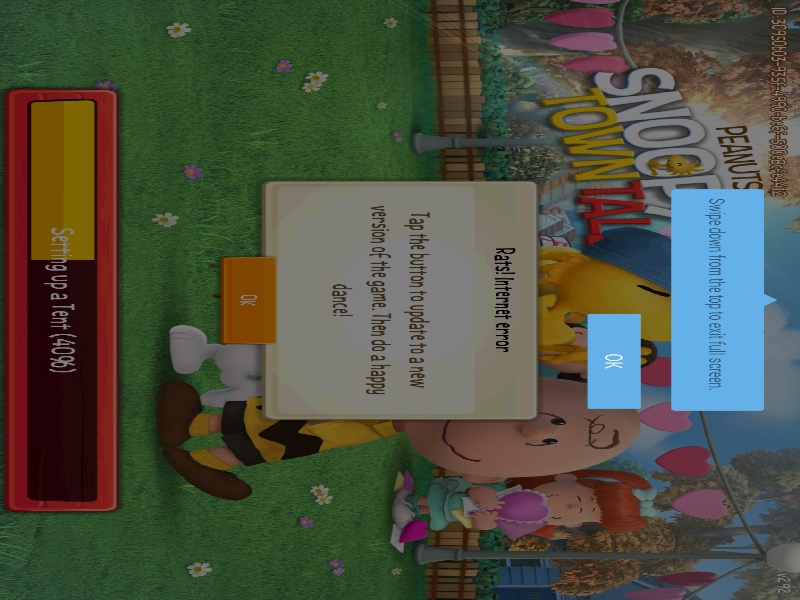 PEANUTS
SNOOPY
TOWN TALE
Swipe down from the top to exit full screen.
OK
Rats! Internet error
Tap the button to update to a new
version of the game. Then do a happy
dance!
OK
Setting up a Tent (40%)